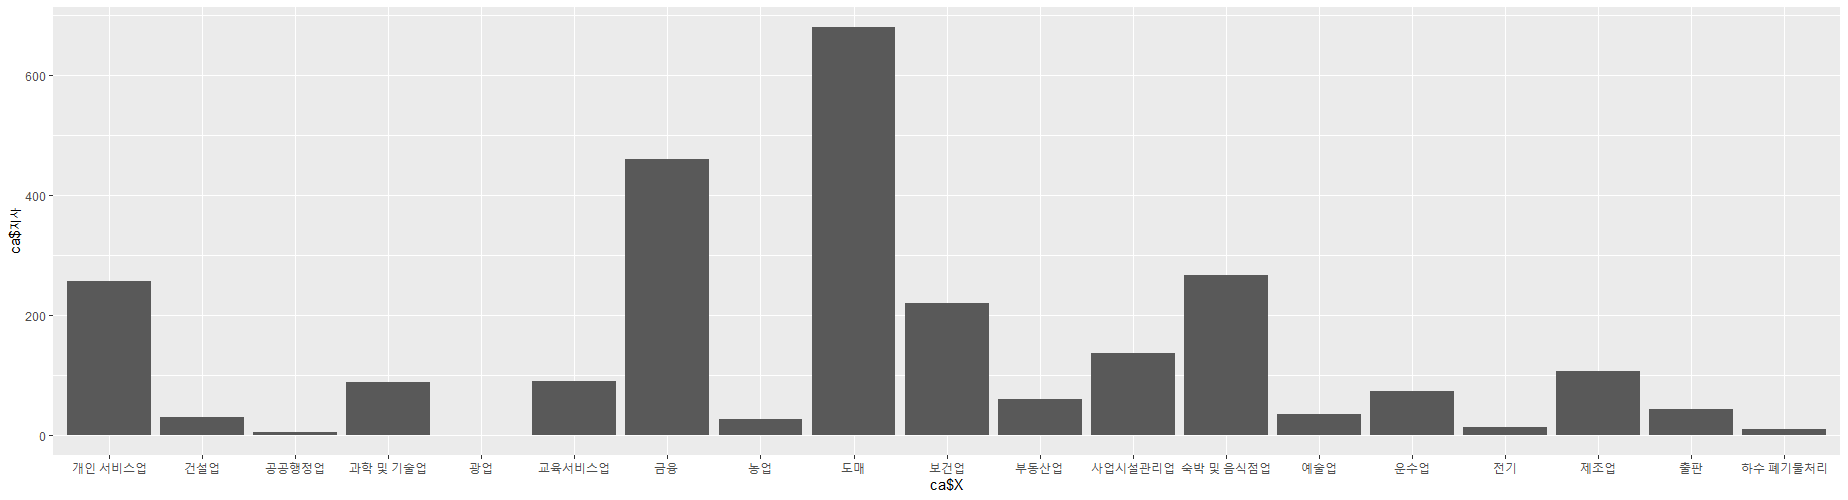 600
400
200
0
ca$지사
개인 서비스업 건설업 공공행정업 과학 및 기술업 광업 교육서비스업 금융 농업 도매 보건업 부동산업 사업시설관리업 숙박 및 음식점업 예술업 운수업 전기 제조업 출판 하수 폐기물처리
ca$X